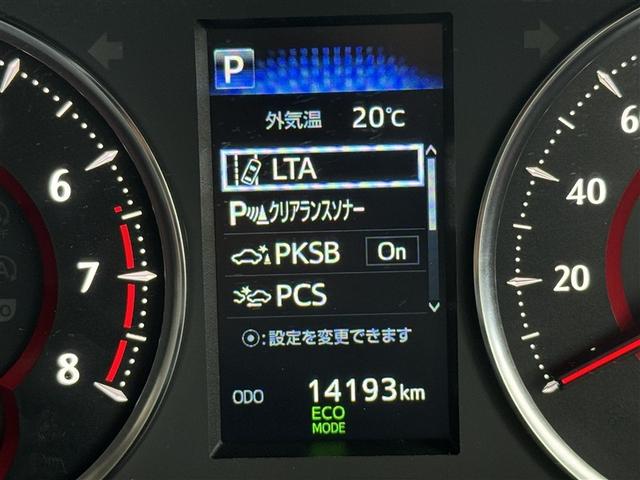 P
外気温 20℃
LTA
P クリアランスソナー
PKSB On
PCS
:設定を変更できます
ODO 14193km
ECO
MODE
6
7
8
60
40
20